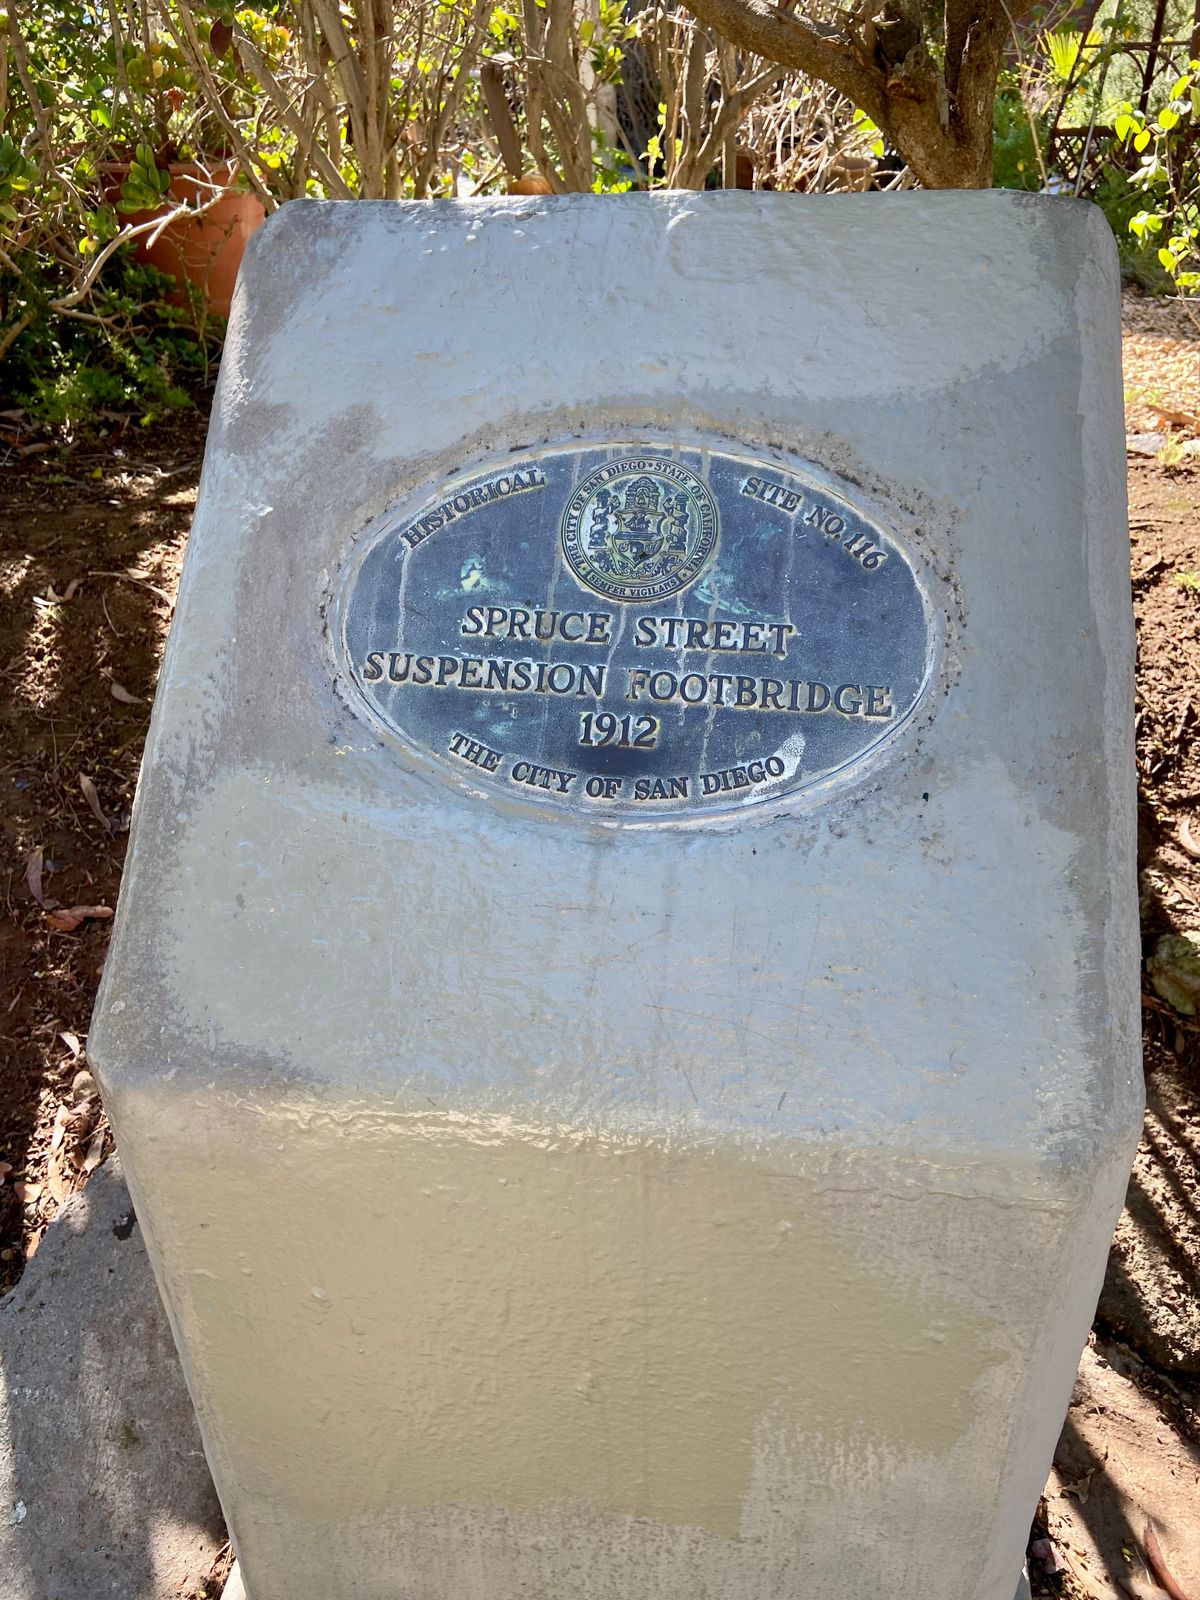 HISTORICAL SITE NO. 116
THE CITY OF SAN DIEGO • STATE OF CALIFORNIA
SEMPER VIGILANS
SPRUCE STREET
SUSPENSION FOOTBRIDGE
1912
THE CITY OF SAN DIEGO